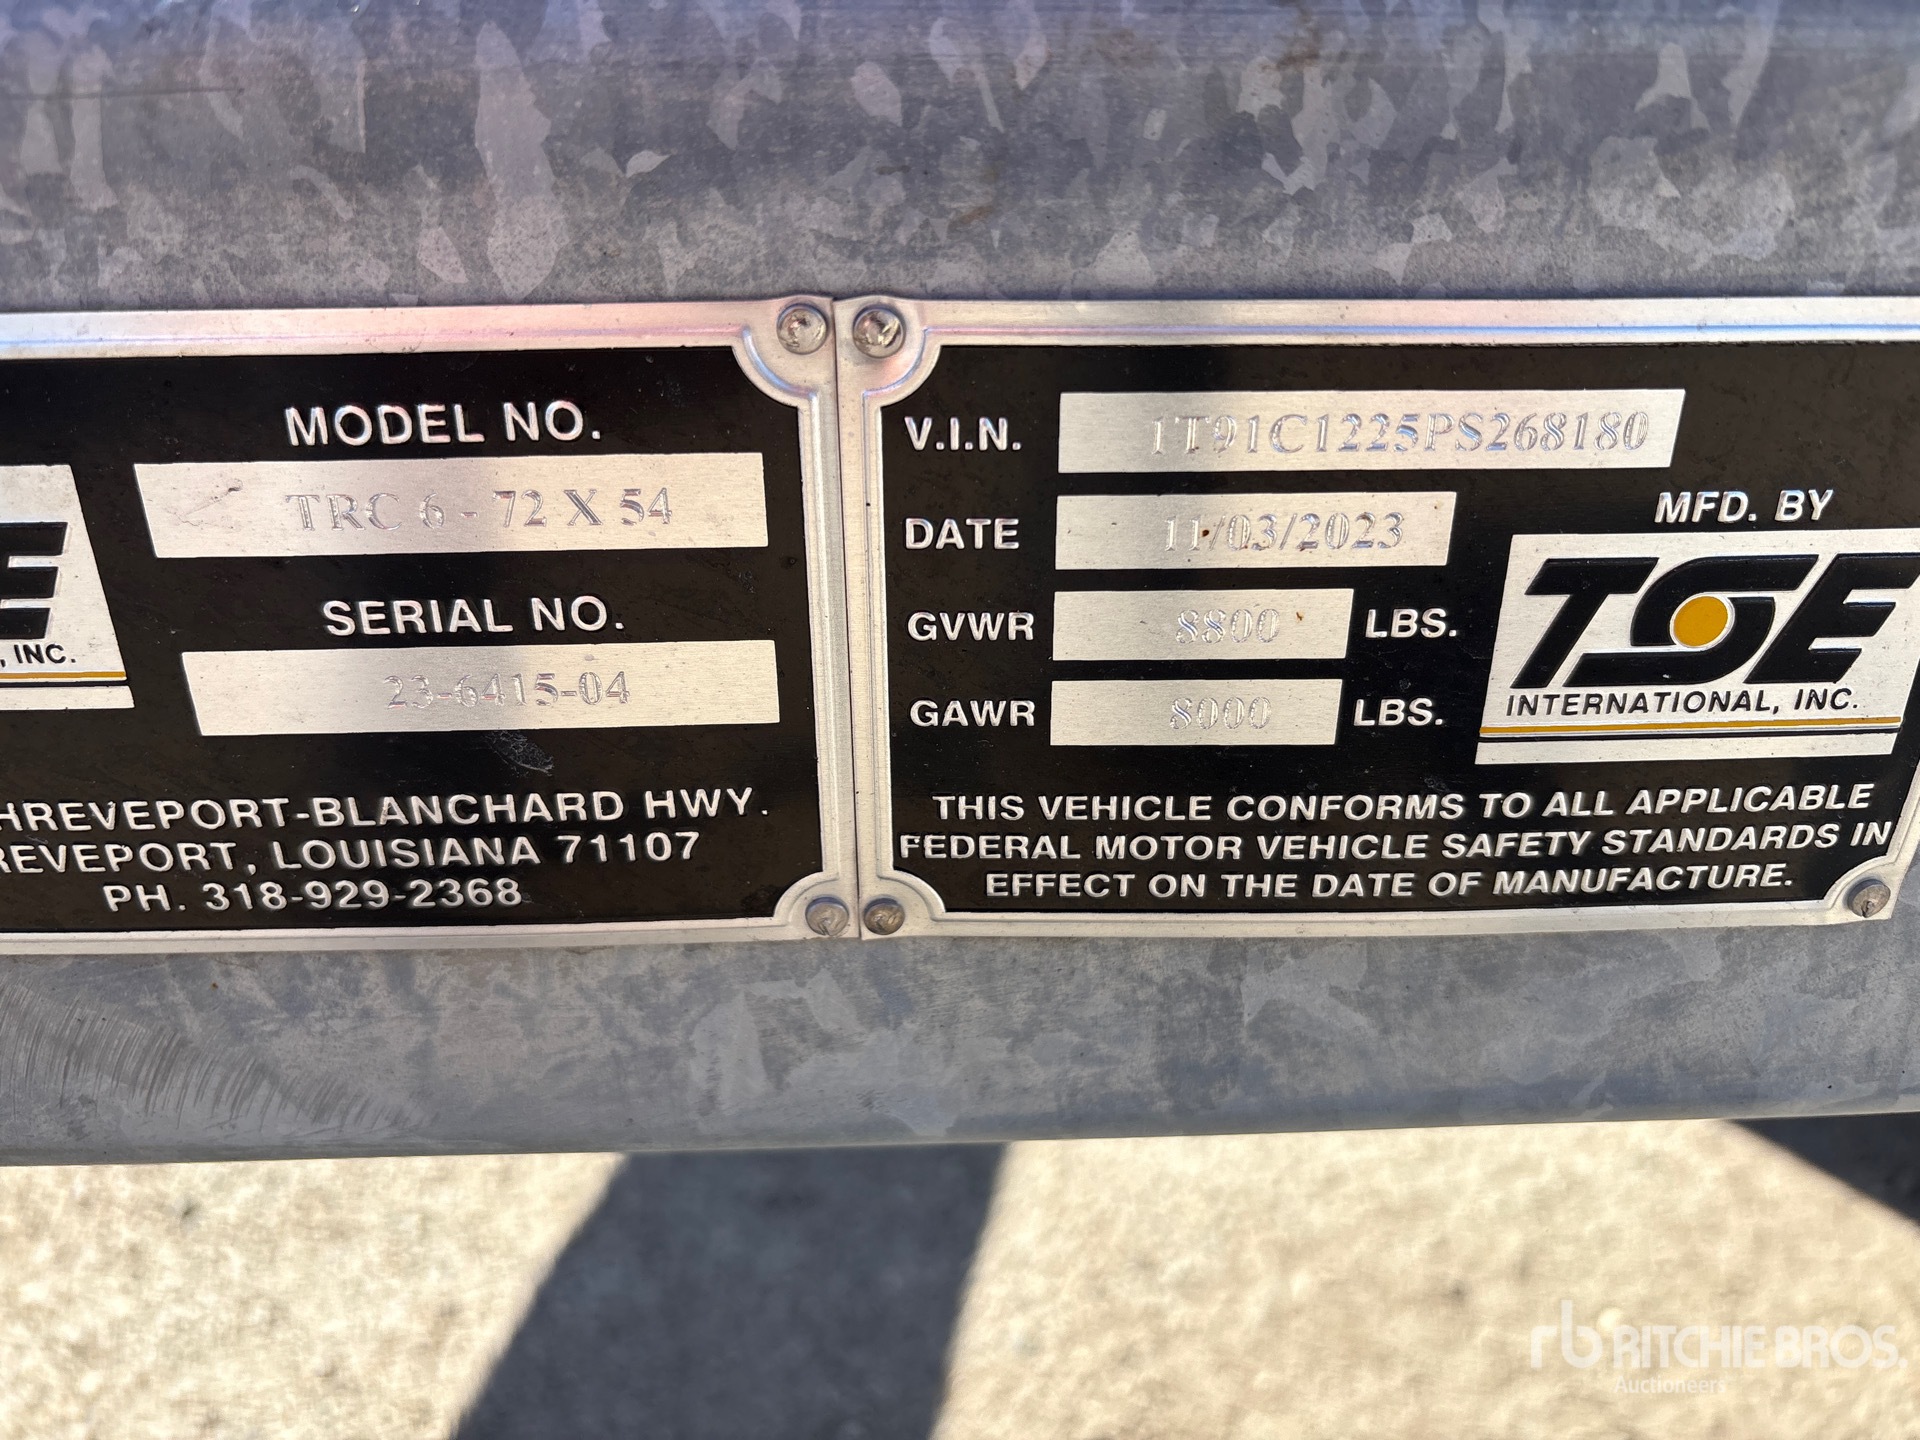 MODEL NO.
TRC 6 - 72 X 54
SERIAL NO.
23-6415-04
E
, INC.
HREVEPORT-BLANCHARD HWY.
REVEPORT, LOUISIANA 71107
PH. 318-929-2368
V.I.N. 1T91C1225PS268180
DATE 11/03/2023
GVWR 8800 LBS.
GAWR 8000 LBS.
MFD. BY
TSE
INTERNATIONAL, INC.
THIS VEHICLE CONFORMS TO ALL APPLICABLE
FEDERAL MOTOR VEHICLE SAFETY STANDARDS IN
EFFECT ON THE DATE OF MANUFACTURE.
rb RITCHIE BROS.
Auctioneers